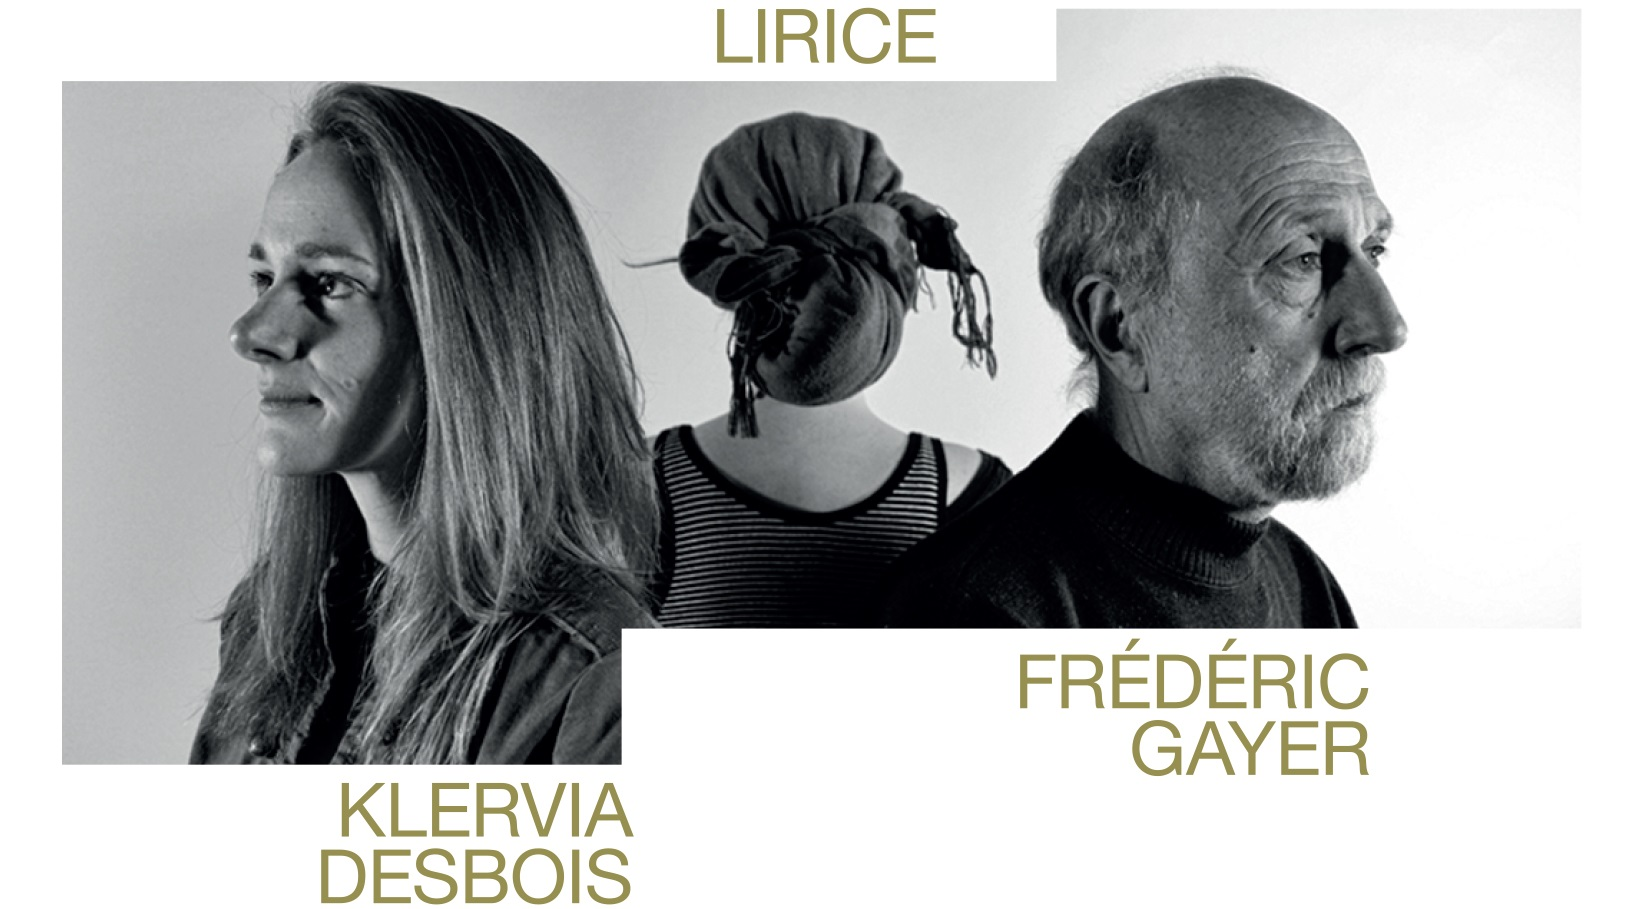 LIRICE
FRÉDÉRIC
GAYER
KLERVIA
DESBOIS